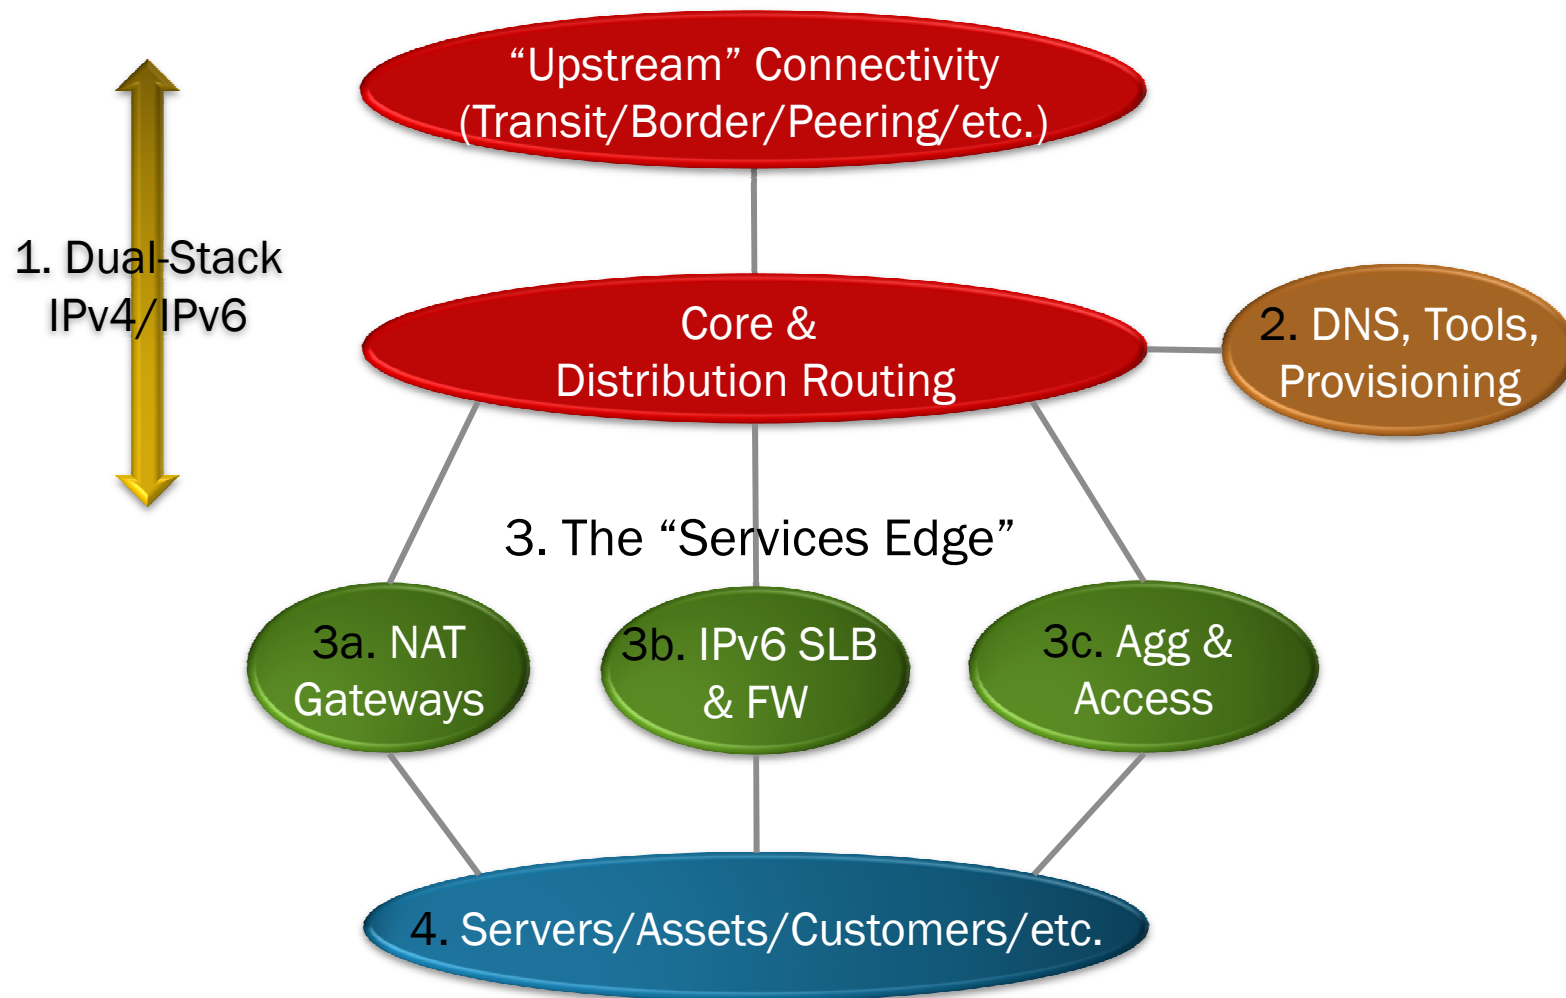 “Upstream” Connectivity
(Transit/Border/Peering/etc.)
1. Dual-Stack
IPv4/IPv6
Core &
Distribution Routing
2. DNS, Tools,
Provisioning
3. The “Services Edge”
3a. NAT
Gateways
3b. IPv6 SLB
& FW
3c. Agg &
Access
4. Servers/Assets/Customers/etc.